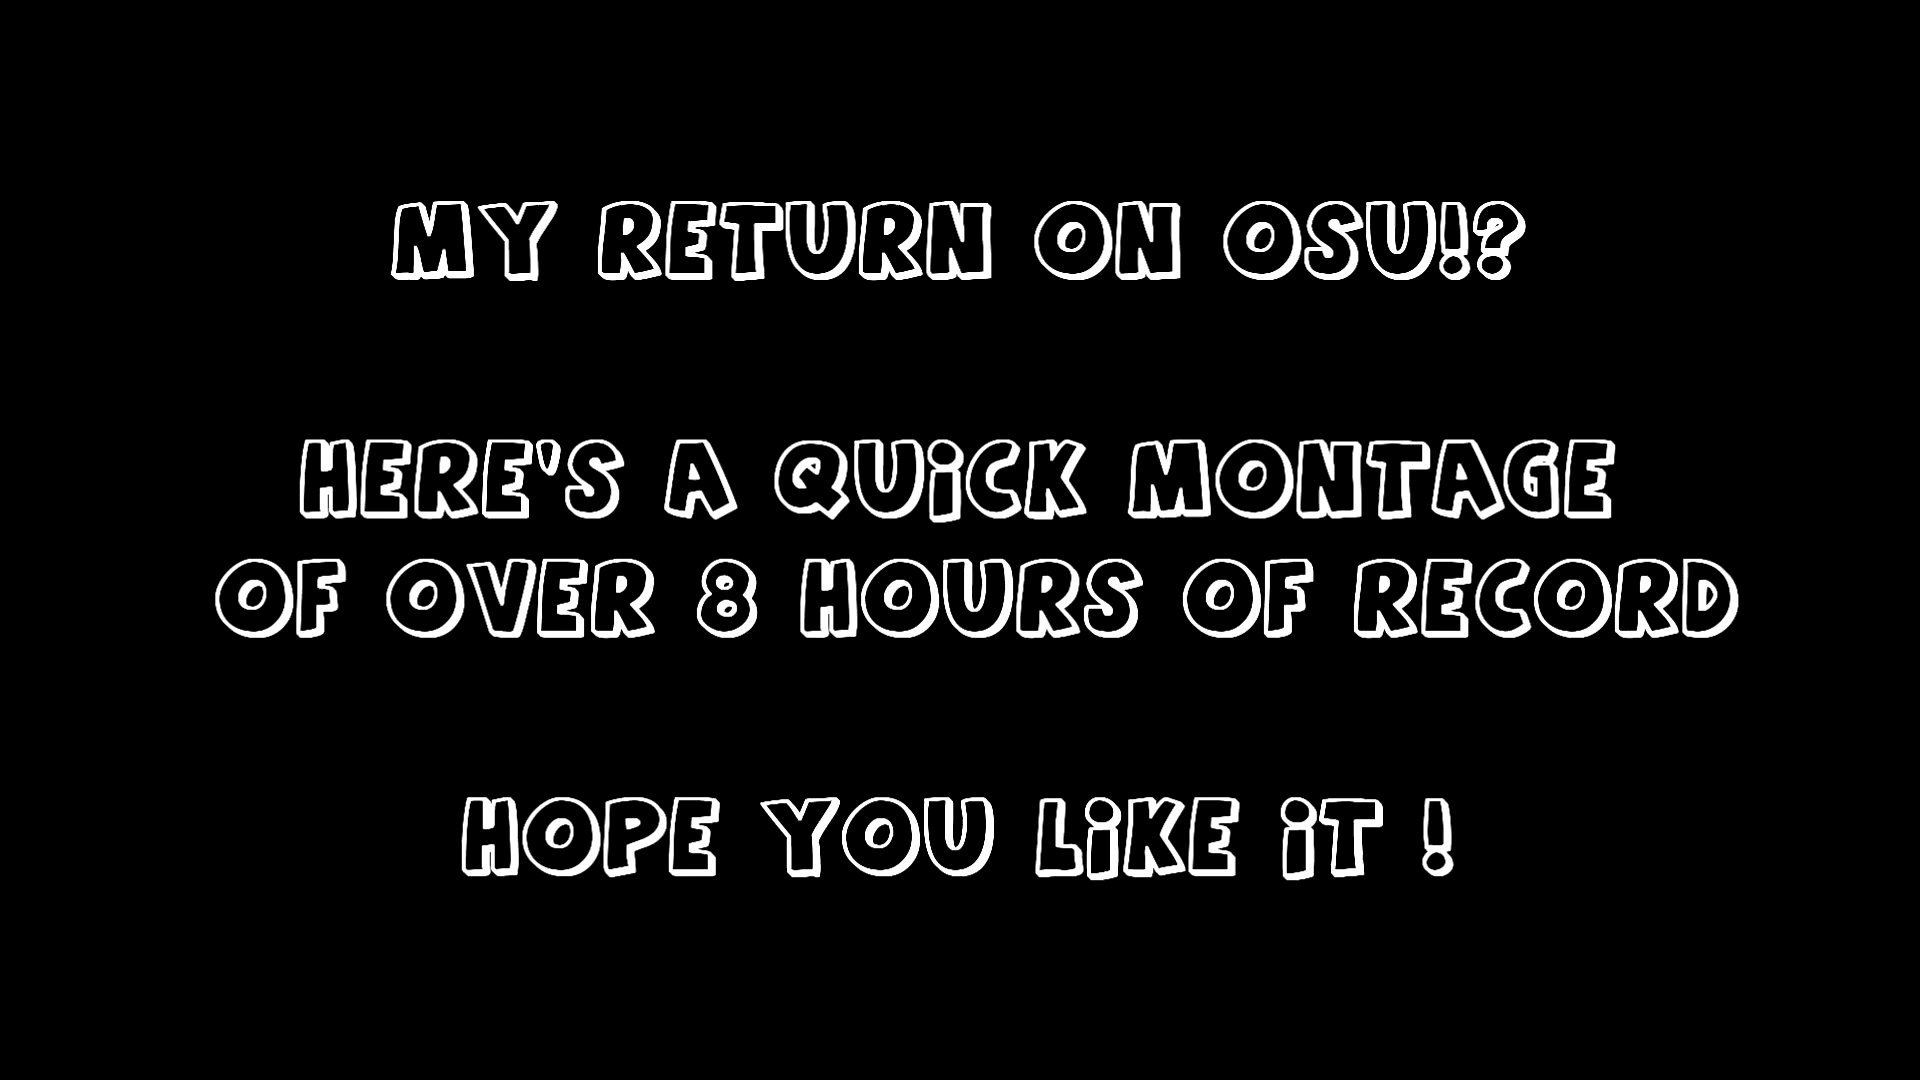 MY RETURN ON OSU!?
HERE'S A QUiCK MONTAGE
OF OVER 8 HOURS OF RECORD
HOPE YOU LiKE iT !